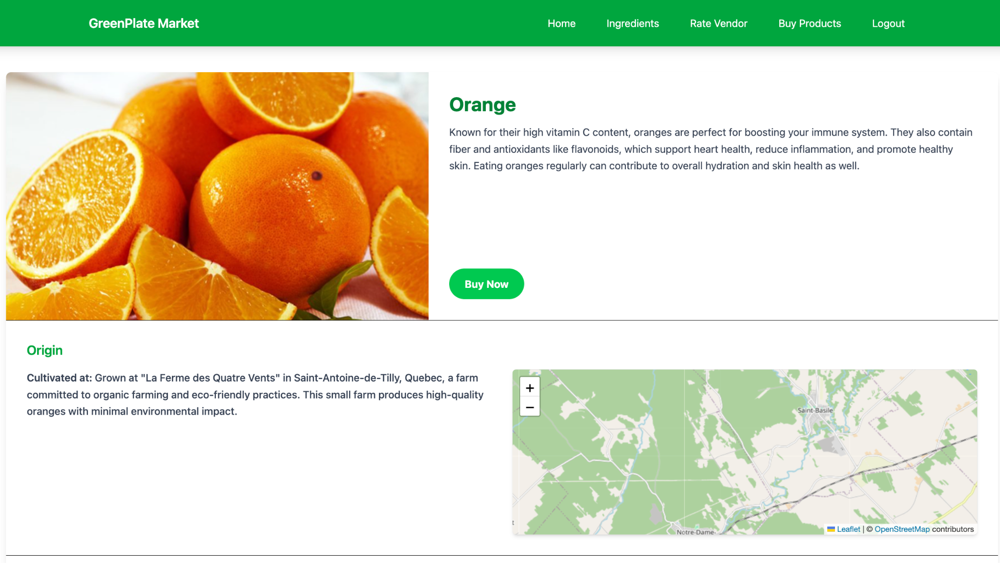 GreenPlate Market
Home
Ingredients
Rate Vendor
Buy Products
Logout
Orange
Known for their high vitamin C content, oranges are perfect for boosting your immune system. They also contain
fiber and antioxidants like flavonoids, which support heart health, reduce inflammation, and promote healthy
skin. Eating oranges regularly can contribute to overall hydration and skin health as well.
Buy Now
Origin
Cultivated at: Grown at "La Ferme des Quatre Vents" in Saint-Antoine-de-Tilly, Quebec, a farm
committed to organic farming and eco-friendly practices. This small farm produces high-quality
oranges with minimal environmental impact.
+
−
Saint-Basile
Notre-Dame-
Leaflet | © OpenStreetMap contributors